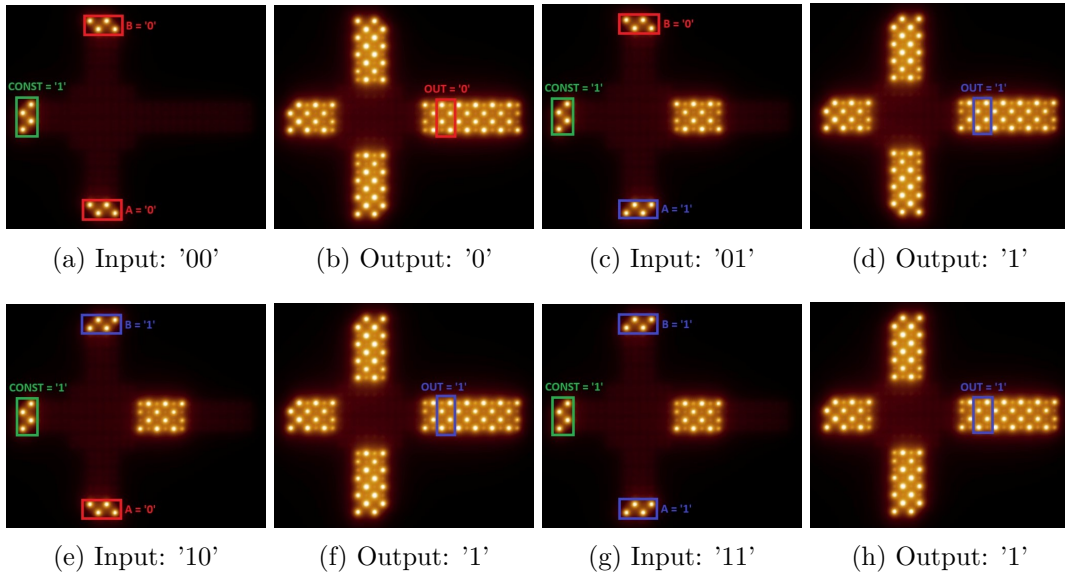 B = '0'
CONST = '1'
A = '0'
OUT = '0'
B = '0'
CONST = '1'
A = '1'
OUT = '1'
(a) Input: '00'
(b) Output: '0'
(c) Input: '01'
(d) Output: '1'
B = '1'
CONST = '1'
A = '0'
OUT = '1'
B = '1'
CONST = '1'
A = '1'
OUT = '1'
(e) Input: '10'
(f) Output: '1'
(g) Input: '11'
(h) Output: '1'